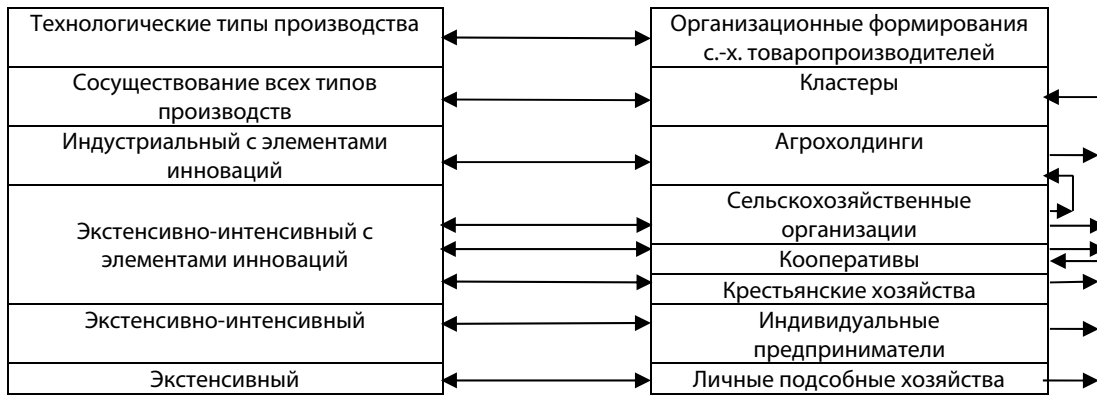 Технологические типы производства
Организационные формирования
с.-х. товаропроизводителей
Сосуществование всех типов
производств
Кластеры
Индустриальный с элементами
инноваций
Агрохолдинги
Экстенсивно-интенсивный с
элементами инноваций
Сельскохозяйственные
организации
Кооперативы
Крестьянские хозяйства
Экстенсивно-интенсивный
Индивидуальные
предприниматели
Экстенсивный
Личные подсобные хозяйства